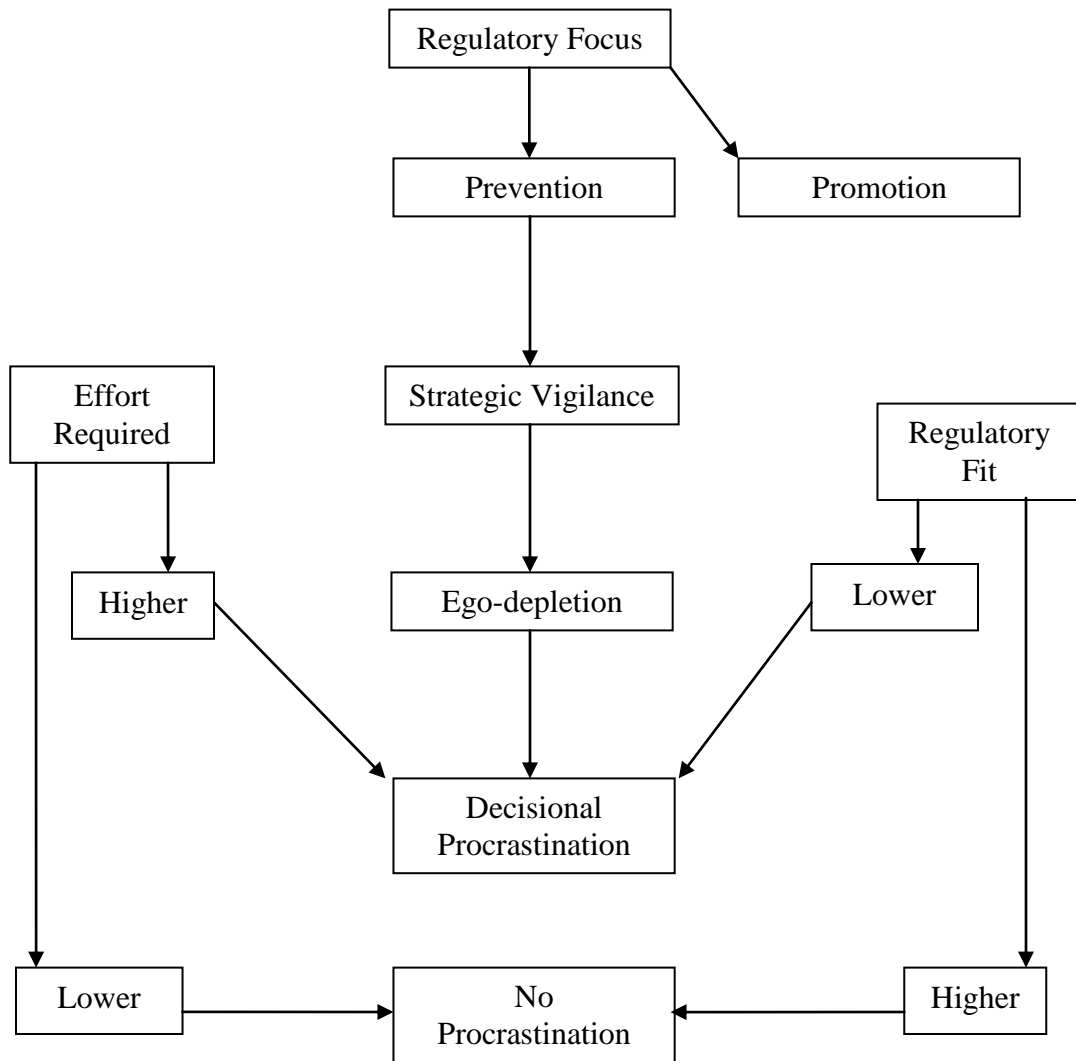 Regulatory Focus
Prevention
Promotion
Effort
Required
Strategic Vigilance
Regulatory
Fit
Higher
Ego-depletion
Lower
Decisional
Procrastination
Lower
No
Procrastination
Higher